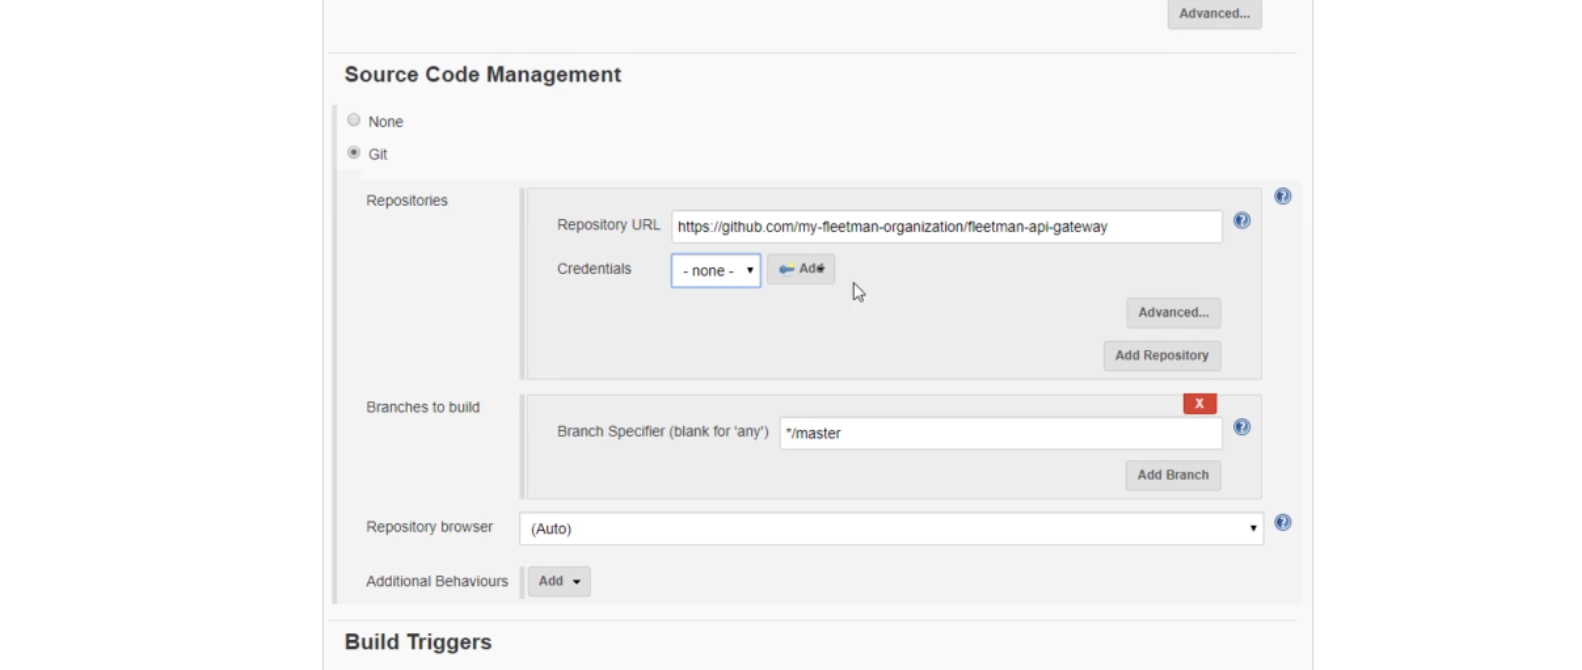 Advanced...
Source Code Management
None
Git
Repositories
Repository URL https://github.com/my-fleetman-organization/fleetman-api-gateway
Credentials - none - Add
Advanced...
Add Repository
Branches to build
X
Branch Specifier (blank for 'any') */master
Add Branch
Repository browser (Auto)
Additional Behaviours Add
Build Triggers